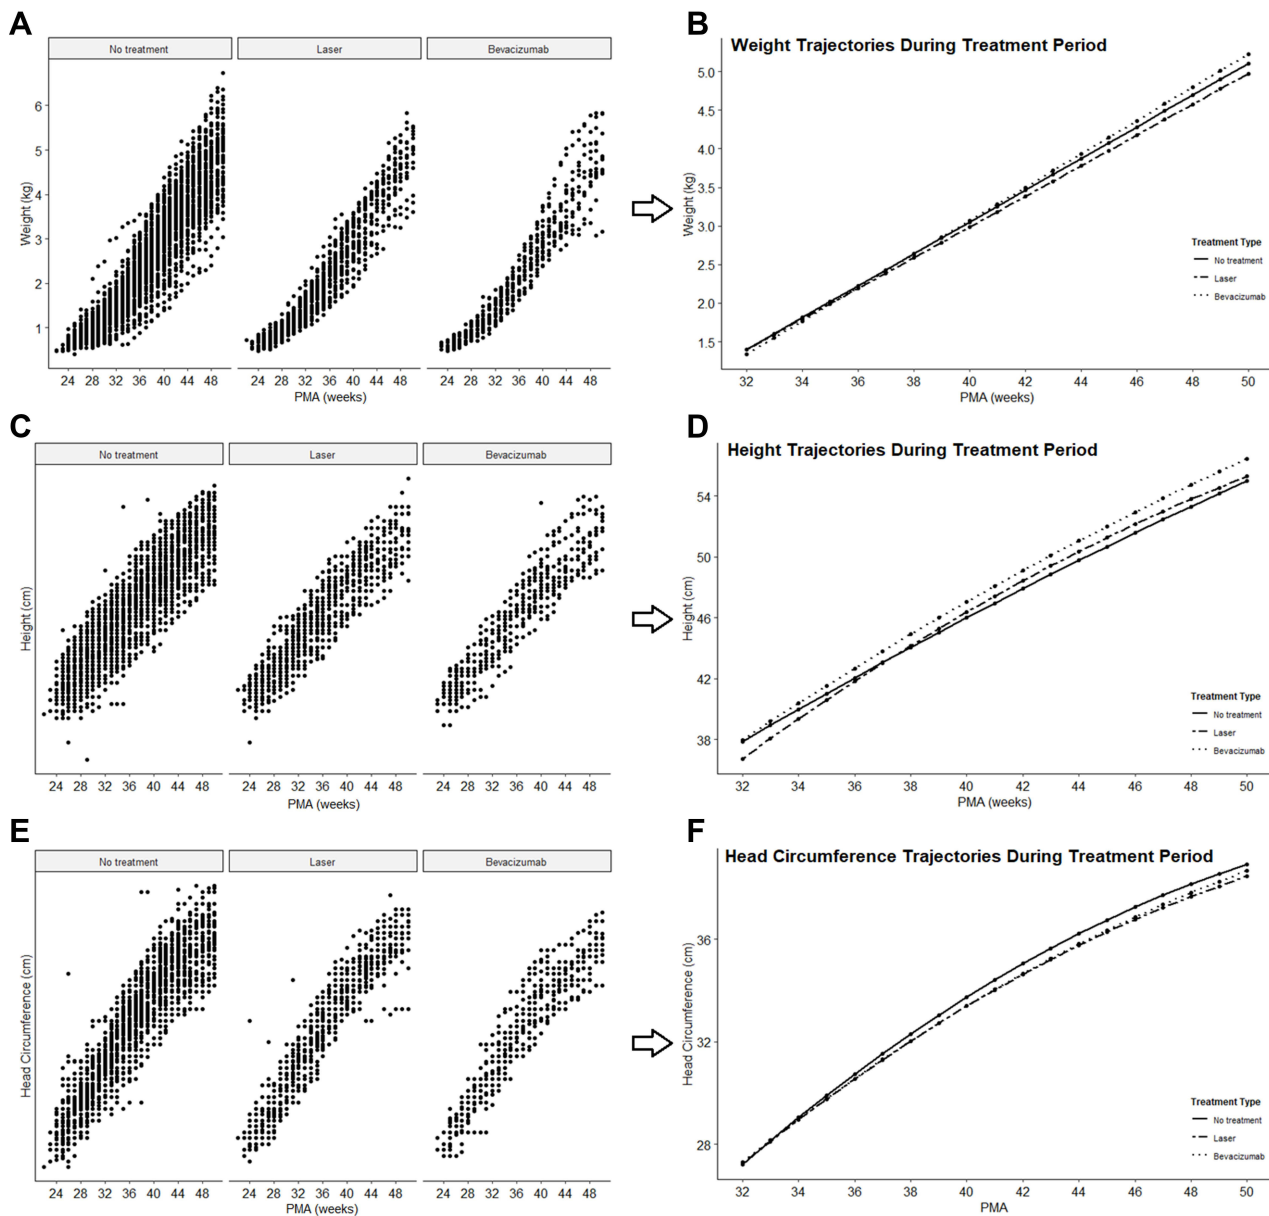 A
No treatment Laser Bevacizumab
6
5
4
3
2
1
Weight (kg)
24 28 32 36 40 44 48 24 28 32 36 40 44 48 24 28 32 36 40 44 48
PMA (weeks)
B
Weight Trajectories During Treatment Period
5.0
4.5
4.0
3.5
3.0
2.5
2.0
1.5
Weight (kg)
Treatment Type
No treatment
Laser
Bevacizumab
32 34 36 38 40 42 44 46 48 50
PMA (weeks)
C
No treatment Laser Bevacizumab
Height (cm)
24 28 32 36 40 44 48 24 28 32 36 40 44 48 24 28 32 36 40 44 48
PMA (weeks)
D
Height Trajectories During Treatment Period
54
50
46
42
38
Height (cm)
Treatment Type
No treatment
Laser
Bevacizumab
32 34 36 38 40 42 44 46 48 50
PMA (weeks)
E
No treatment Laser Bevacizumab
Head Circumference (cm)
24 28 32 36 40 44 48 24 28 32 36 40 44 48 24 28 32 36 40 44 48
PMA (weeks)
F
Head Circumference Trajectories During Treatment Period
36
32
28
Head Circumference (cm)
Treatment Type
No treatment
Laser
Bevacizumab
32 34 36 38 40 42 44 46 48 50
PMA